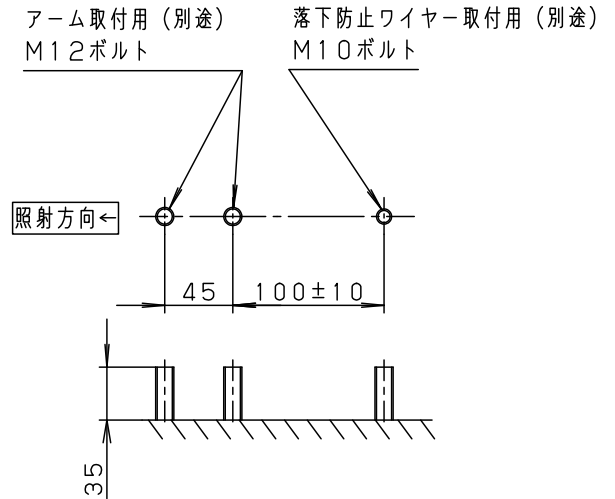 アーム取付用（別途）
M12ボルト
落下防止ワイヤー取付用（別途）
M10ボルト
照射方向←
45
100±10
35